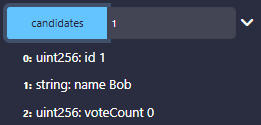 candidates 1
0: uint256: id 1
1: string: name Bob
2: uint256: voteCount 0